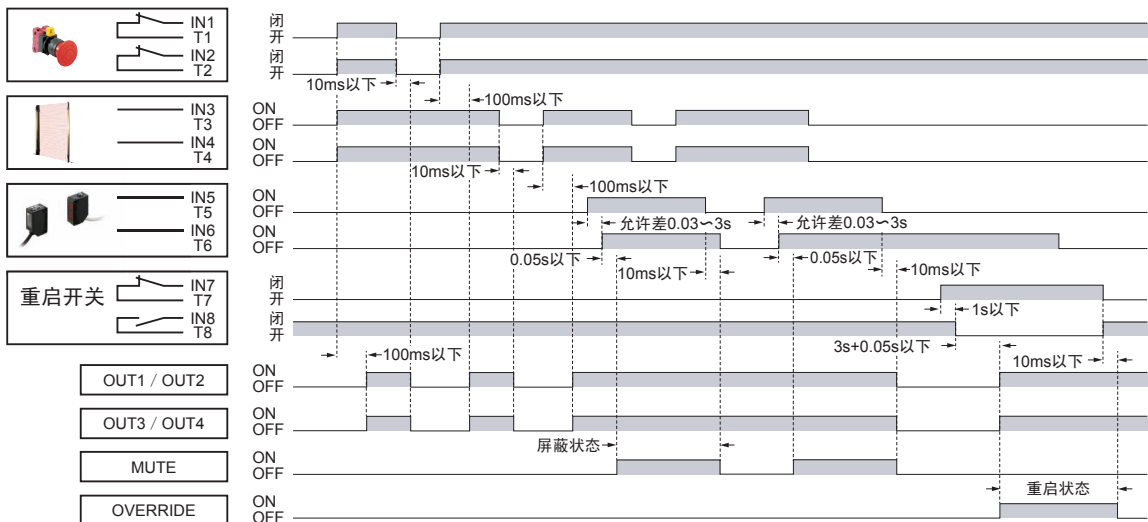 IN1
T1
IN2
T2
闭
开
闭
开
10ms以下
100ms以下
IN3
T3
IN4
T4
ON
OFF
ON
OFF
10ms以下
100ms以下
IN5
T5
IN6
T6
ON
OFF
ON
OFF
允许差0.03~3s
允许差0.03~3s
0.05s以下
10ms以下
0.05s以下
10ms以下
重启开关
IN7
T7
IN8
T8
闭
开
闭
开
1s以下
3s+0.05s以下
10ms以下
100ms以下
OUT1 / OUT2
ON
OFF
OUT3 / OUT4
ON
OFF
屏蔽状态
MUTE
ON
OFF
重启状态
OVERRIDE
ON
OFF